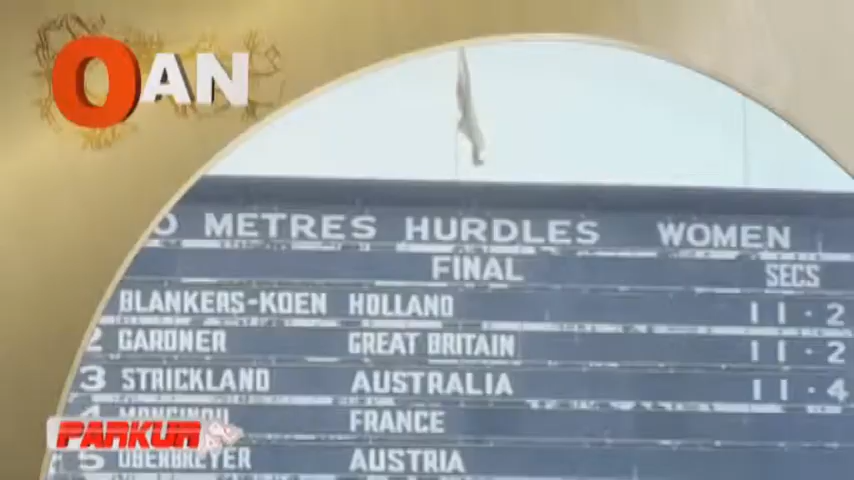 OAN
O METRES HURDLES WOMEN
FINAL SECS
BLANKERS-KOEN HOLLAND 11.2
2 GARDNER GREAT BRITAIN 11.2
3 STRICKLAND AUSTRALIA 11.4
4 FRANCE
5 OBERBREYER AUSTRIA
PARKUR